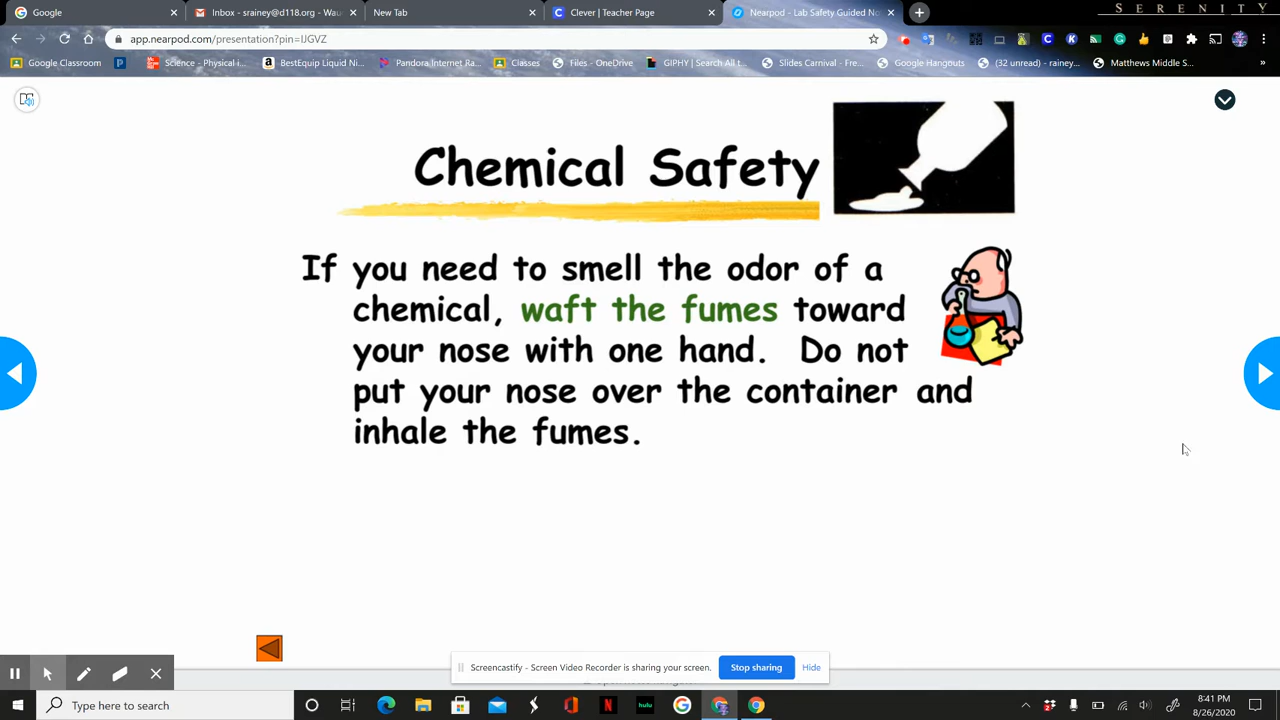 Google
Inbox - srainey@d118.org - Wau
New Tab
Clever | Teacher Page
Nearpod - Lab Safety Guided No
SERENITY
app.nearpod.com/presentation?pin=IJGVZ
Google Classroom
Science - Physical i...
BestEquip Liquid Ni...
Pandora Internet Ra...
Classes
Files - OneDrive
GIPHY | Search All t...
Slides Carnival - Fre...
Google Hangouts
(32 unread) - rainey...
Matthews Middle S...
Chemical Safety
If you need to smell the odor of a
chemical, waft the fumes toward
your nose with one hand. Do not
put your nose over the container and
inhale the fumes.
Screencastify - Screen Video Recorder is sharing your screen.
Stop sharing
Hide
Type here to search
hulu
8:41 PM
8/26/2020